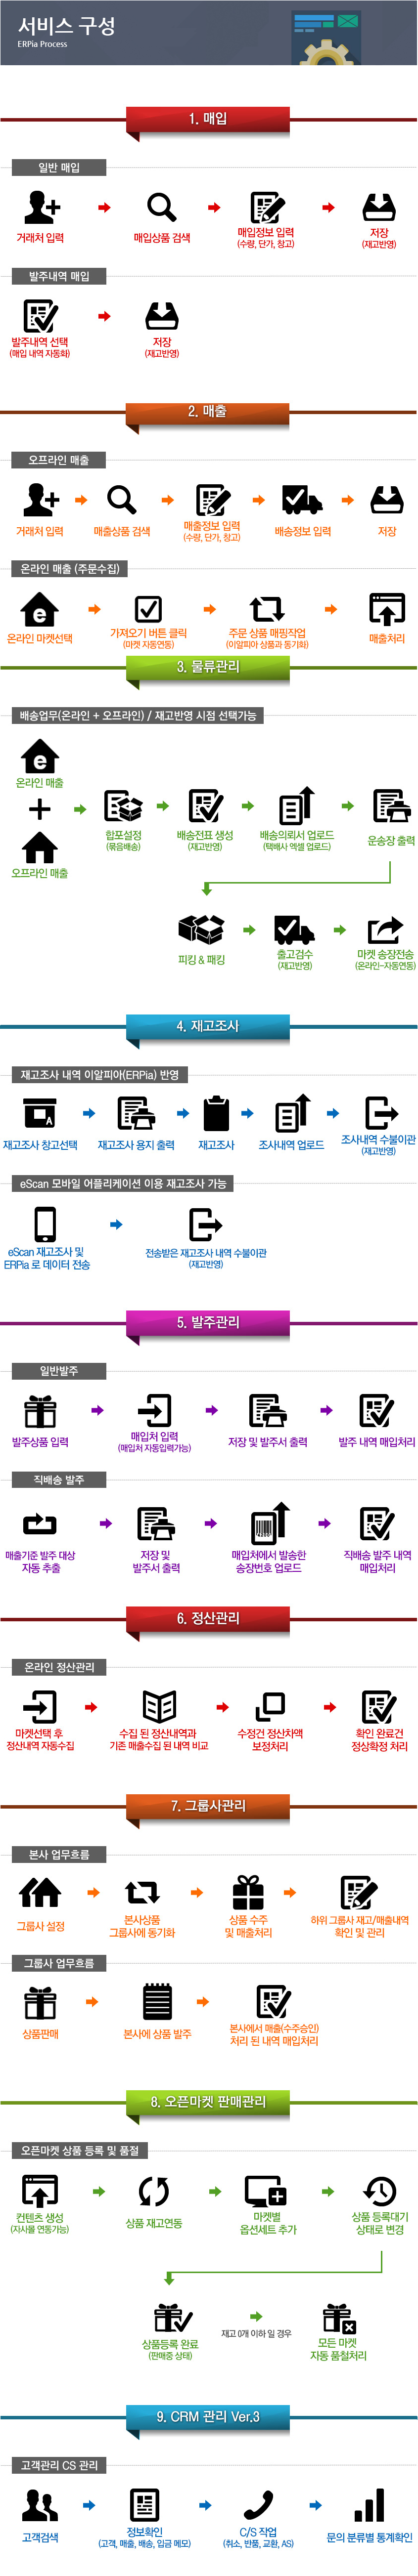 서비스 구성
ERPia Process
1. 매입
일반 매입
거래처 입력
매입상품 검색
매입정보 입력
(수량, 단가, 창고)
저장
(재고반영)
발주내역 매입
발주내역 선택
(매입 내역 자동화)
저장
(재고반영)
2. 매출
오프라인 매출
거래처 입력
매출상품 검색
매출정보 입력
(수량, 단가, 창고)
배송정보 입력
저장
온라인 매출 (주문수집)
온라인 마켓선택
가져오기 버튼 클릭
(마켓 자동연동)
주문 상품 매핑작업
(이알피아 상품과 동기화)
매출처리
3. 물류관리
배송업무(온라인 + 오프라인) / 재고반영 시점 선택가능
온라인 매출
오프라인 매출
합포설정
(묶음배송)
배송전표 생성
(재고반영)
배송의뢰서 업로드
(택배사 엑셀 업로드)
운송장 출력
피킹 & 패킹
출고검수
(재고반영)
마켓 송장전송
(온라인-자동연동)
4. 재고조사
재고조사 내역 이알피아(ERPia) 반영
재고조사 창고선택
재고조사 용지 출력
재고조사
조사내역 업로드
조사내역 수불이관
(재고반영)
eScan 모바일 어플리케이션 이용 재고조사 가능
eScan 재고조사 및
ERPia 로 데이터 전송
전송받은 재고조사 내역 수불이관
(재고반영)
5. 발주관리
일반발주
발주상품 입력
매입처 입력
(매입처 자동입력가능)
저장 및 발주서 출력
발주 내역 매입처리
직배송 발주
매출기준 발주 대상
자동 추출
저장 및
발주서 출력
매입처에서 발송한
송장번호 업로드
직배송 발주 내역
매입처리
6. 정산관리
온라인 정산관리
마켓선택 후
정산내역 자동수집
수집 된 정산내역과
기존 매출수집 된 내역 비교
수정건 정산차액
보정처리
확인 완료건
정상확정 처리
7. 그룹사관리
본사 업무흐름
그룹사 설정
본사상품
그룹사에 동기화
상품 수주
및 매출처리
하위 그룹사 재고/매출내역
확인 및 관리
그룹사 업무흐름
상품판매
본사에 상품 발주
본사에서 매출(수주승인)
처리 된 내역 매입처리
8. 오픈마켓 판매관리
오픈마켓 상품 등록 및 품절
컨텐츠 생성
(자사몰 연동가능)
상품 재고연동
마켓별
옵션세트 추가
상품 등록대기
상태로 변경
상품등록 완료
(판매중 상태)
재고 0개 이하 일 경우
모든 마켓
자동 품절처리
9. CRM 관리 Ver.3
고객관리 CS 관리
고객검색
정보확인
(고객, 매출, 배송, 입금 메모)
C/S 작업
(취소, 반품, 교환, AS)
문의 분류별 통계확인